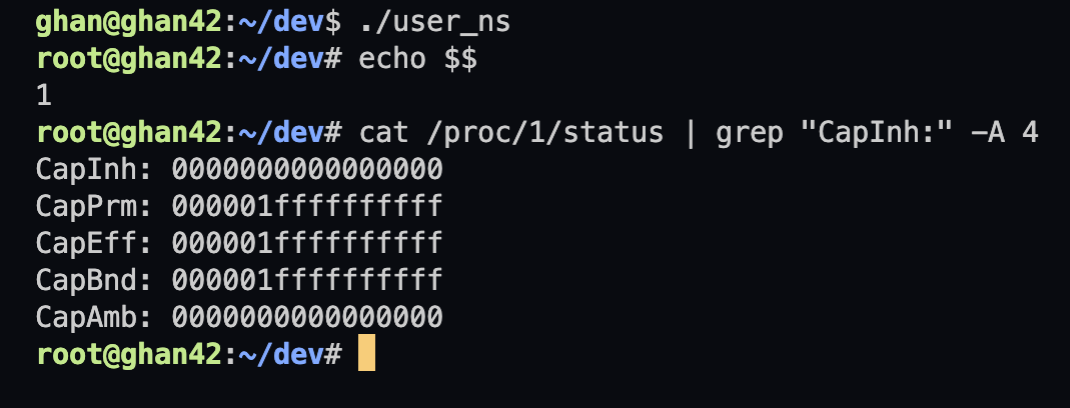 ghan@ghan42:~/dev$ ./user_ns
root@ghan42:~/dev# echo $$
1
root@ghan42:~/dev# cat /proc/1/status | grep "CapInh:" -A 4
CapInh: 0000000000000000
CapPrm: 000001ffffffffff
CapEff: 000001ffffffffff
CapBnd: 000001ffffffffff
CapAmb: 0000000000000000
root@ghan42:~/dev#